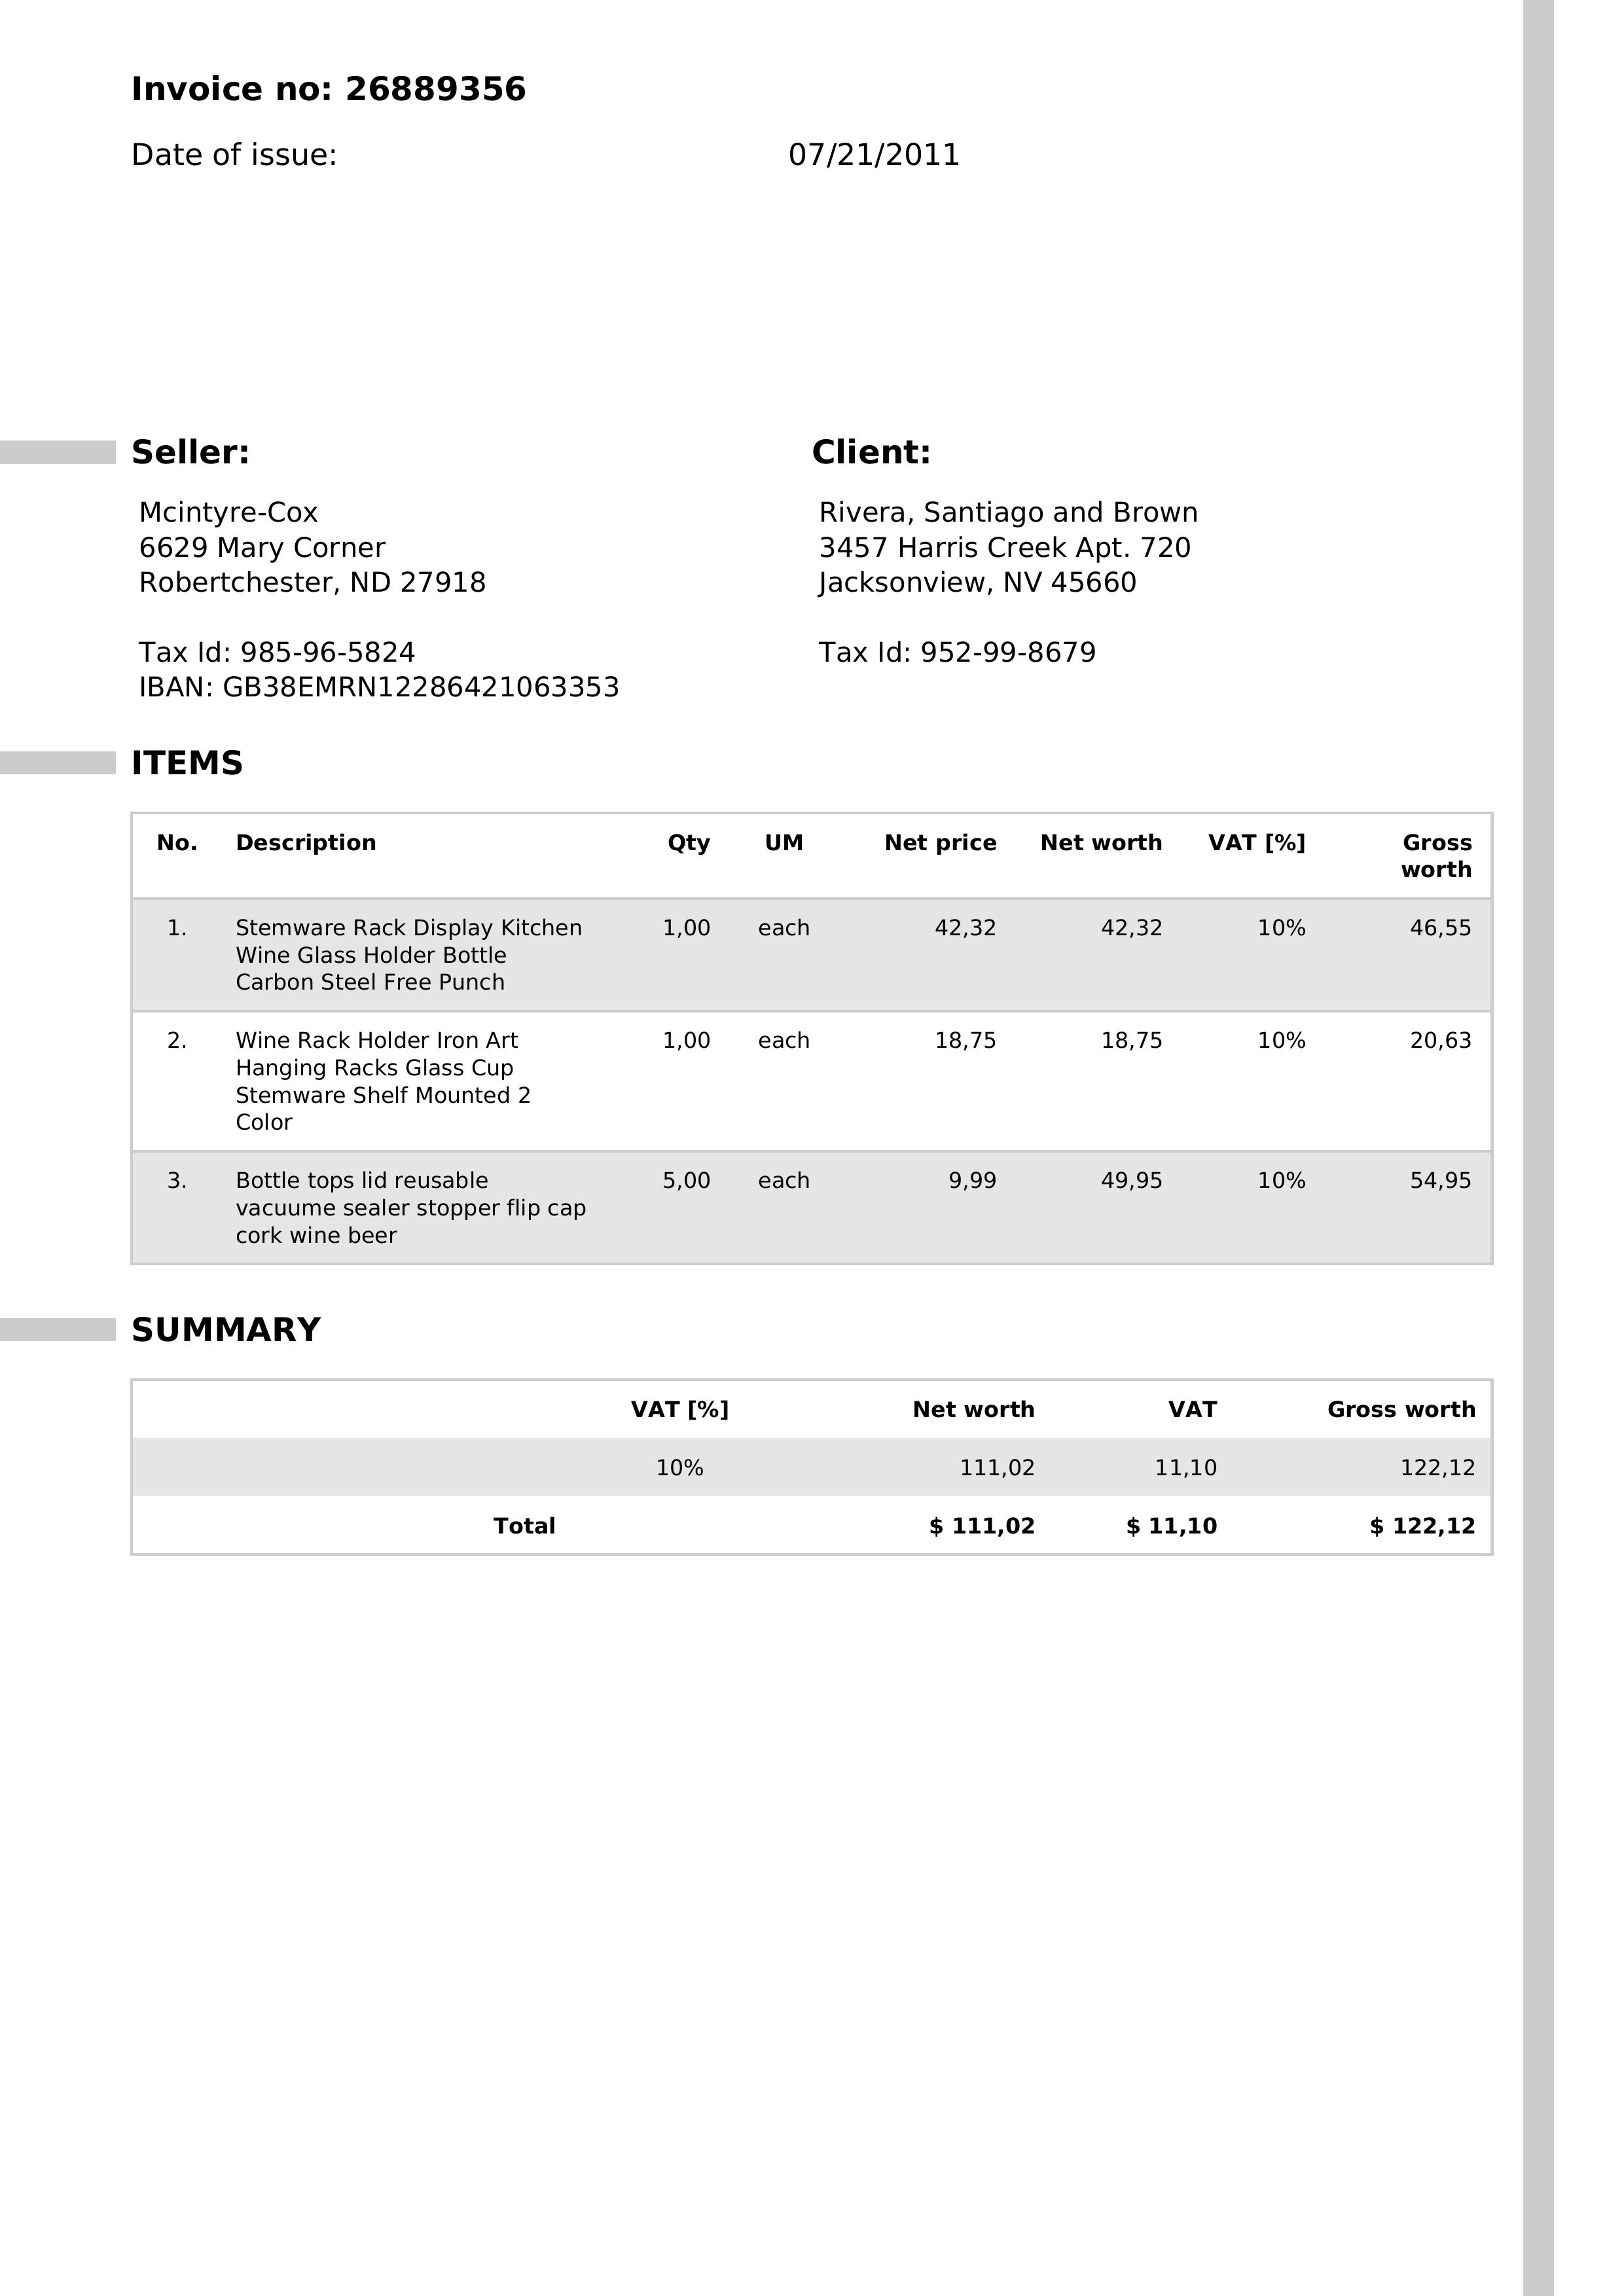 Invoice no: 26889356
Date of issue: 07/21/2011
Seller:
Mcintyre-Cox
6629 Mary Corner
Robertchester, ND 27918
Tax Id: 985-96-5824
IBAN: GB38EMRN12286421063353
Client:
Rivera, Santiago and Brown
3457 Harris Creek Apt. 720
Jacksonview, NV 45660
Tax Id: 952-99-8679
ITEMS
No. Description Qty UM Net price Net worth VAT [%] Gross
worth
1. Stemware Rack Display Kitchen 1,00 each 42,32 42,32 10% 46,55
Wine Glass Holder Bottle
Carbon Steel Free Punch
2. Wine Rack Holder Iron Art 1,00 each 18,75 18,75 10% 20,63
Hanging Racks Glass Cup
Stemware Shelf Mounted 2
Color
3. Bottle tops lid reusable 5,00 each 9,99 49,95 10% 54,95
vacuume sealer stopper flip cap
cork wine beer
SUMMARY
VAT [%] Net worth VAT Gross worth
10% 111,02 11,10 122,12
Total $ 111,02 $ 11,10 $ 122,12